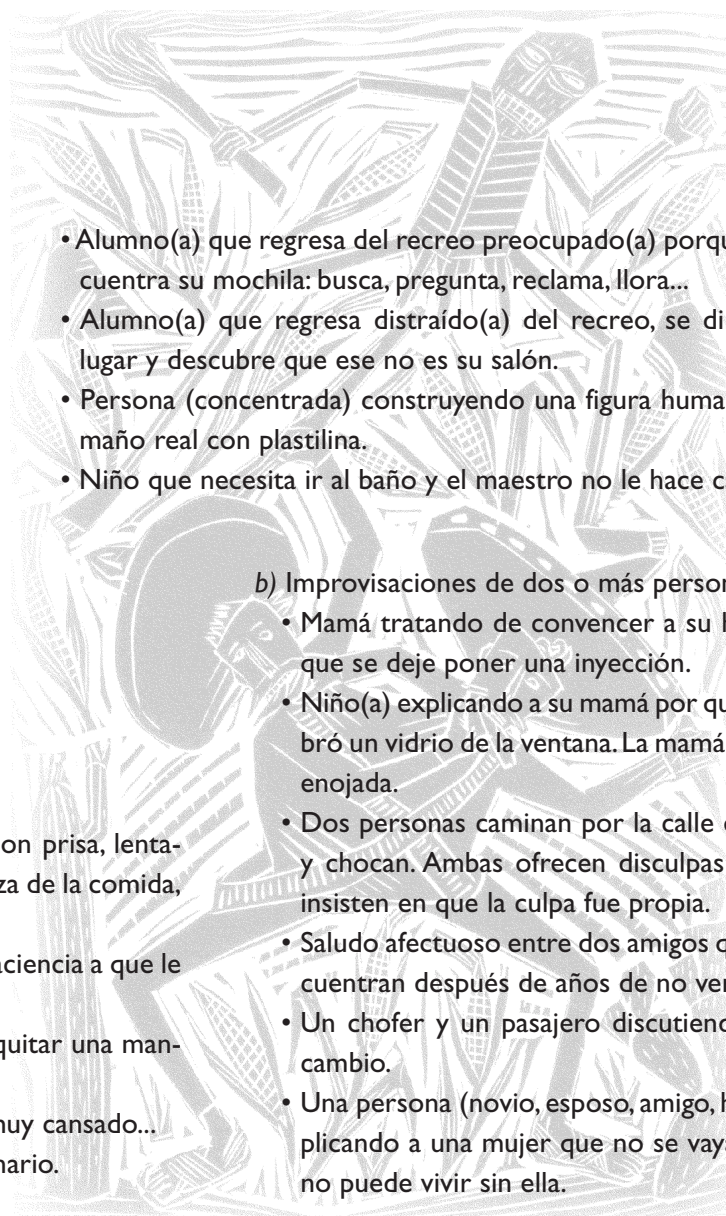 • Alumno(a) que regresa del recreo preocupado(a) porqu
cuentra su mochila: busca, pregunta, reclama, llora...
• Alumno(a) que regresa distraído(a) del recreo, se di
lugar y descubre que ese no es su salón.
• Persona (concentrada) construyendo una figura huma
maño real con plastilina.
• Niño que necesita ir al baño y el maestro no le hace c
on prisa, lenta-
za de la comida,
aciencia a que le
quitar una man-
muy cansado...
nario.
b) Improvisaciones de dos o más person
• Mamá tratando de convencer a su h
que se deje poner una inyección.
• Niño(a) explicando a su mamá por qu
bró un vidrio de la ventana. La mamá
enojada.
• Dos personas caminan por la calle
y chocan. Ambas ofrecen disculpas
insisten en que la culpa fue propia.
• Saludo afectuoso entre dos amigos q
cuentran después de años de no ver
• Un chofer y un pasajero discutiend
cambio.
• Una persona (novio, esposo, amigo, h
plicando a una mujer que no se vaya
no puede vivir sin ella.